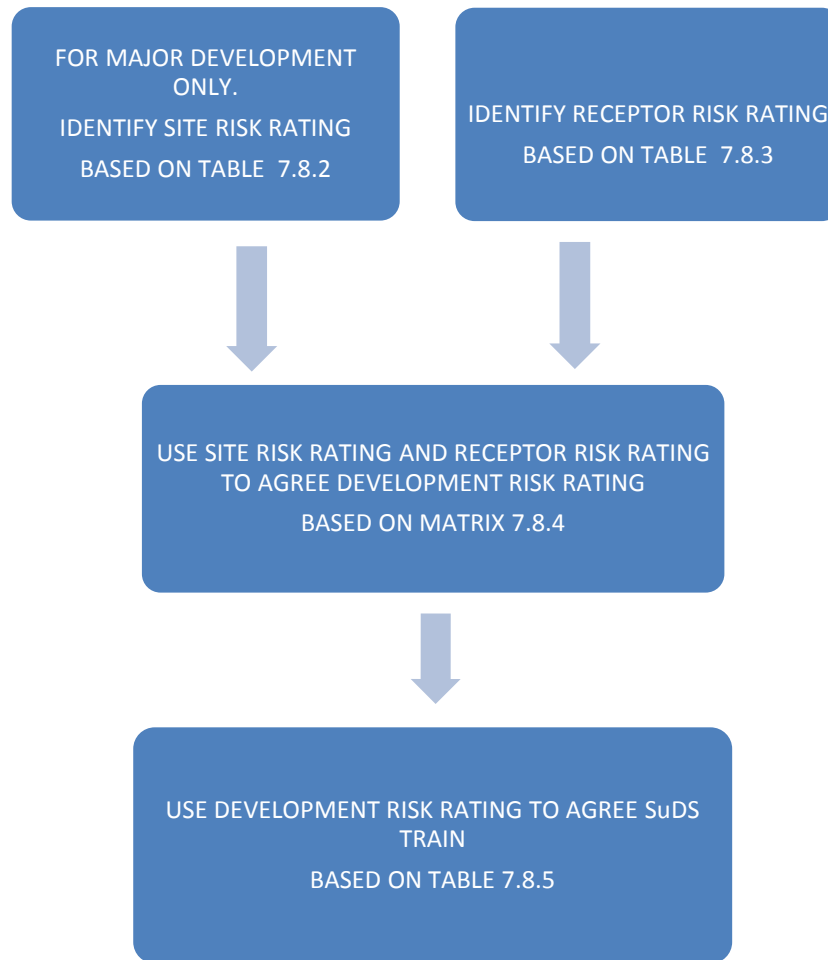 FOR MAJOR DEVELOPMENT
ONLY.
IDENTIFY SITE RISK RATING
BASED ON TABLE 7.8.2
IDENTIFY RECEPTOR RISK RATING
BASED ON TABLE 7.8.3
USE SITE RISK RATING AND RECEPTOR RISK RATING
TO AGREE DEVELOPMENT RISK RATING
BASED ON MATRIX 7.8.4
USE DEVELOPMENT RISK RATING TO AGREE SuDS
TRAIN
BASED ON TABLE 7.8.5